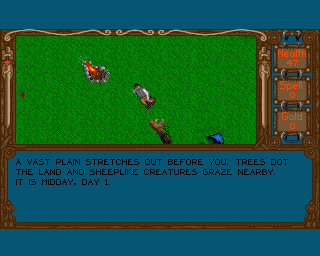 Health
47
Spell
0
Gold
0
A VAST PLAIN STRETCHES OUT BEFORE YOU. TREES DOT
THE LAND AND SHEEPLIKE CREATURES GRAZE NEARBY.
IT IS MIDDAY, DAY 1.